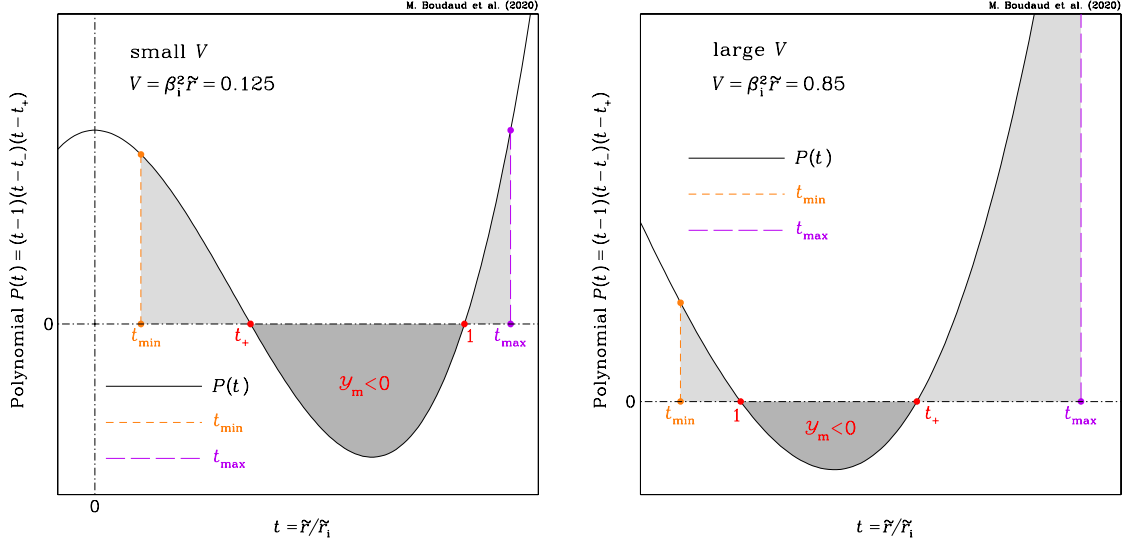 M. Boudaud et al. (2020)
small V
V = β_i^2 r̃ = 0.125
Polynomial P(t) = (t−1)(t−t_−)(t−t_+)
0
t_min
t_+
1
t_max
𝒴_m<0
P(t)
t_min
t_max
0
t = r̃/r̃_i
M. Boudaud et al. (2020)
large V
V = β_i^2 r̃ = 0.85
Polynomial P(t) = (t−1)(t−t_−)(t−t_+)
P(t)
t_min
t_max
0
t_min
1
t_+
t_max
𝒴_m<0
t = r̃/r̃_i